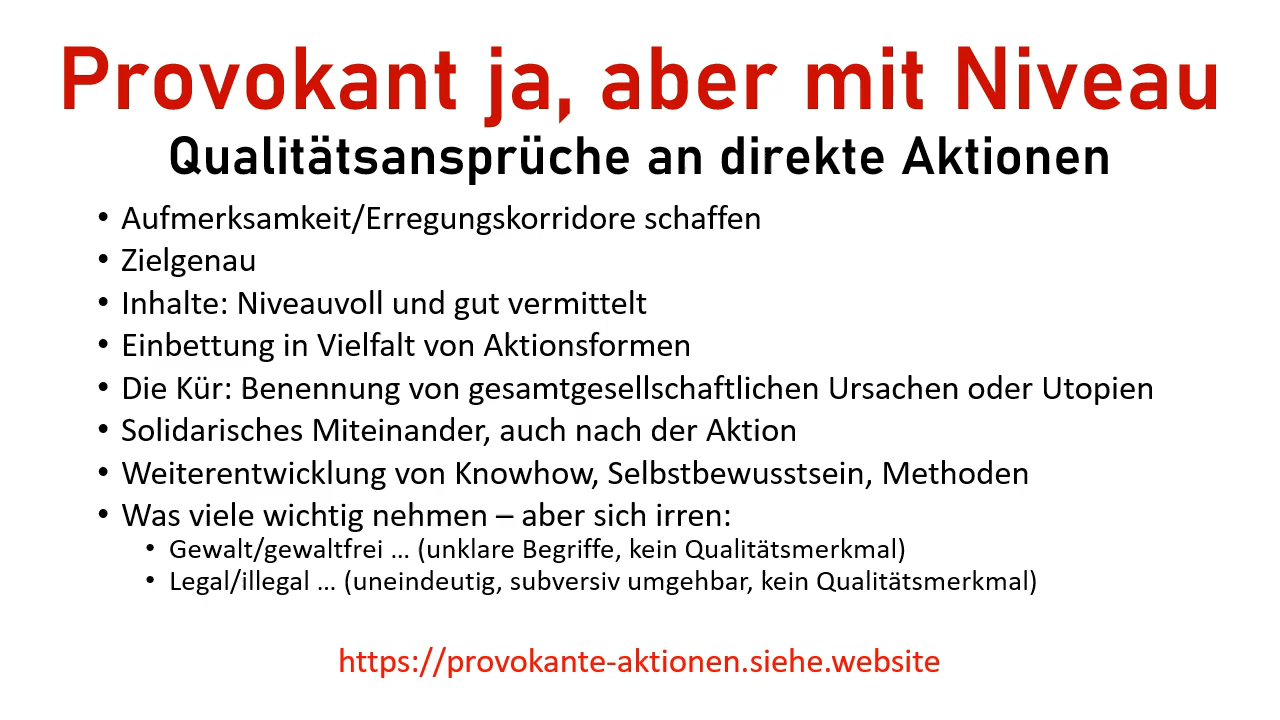 Provokant ja, aber mit Niveau
Qualitätsansprüche an direkte Aktionen
• Aufmerksamkeit/Erregungskorridore schaffen
• Zielgenau
• Inhalte: Niveauvoll und gut vermittelt
• Einbettung in Vielfalt von Aktionsformen
• Die Kür: Benennung von gesamtgesellschaftlichen Ursachen oder Utopien
• Solidarisches Miteinander, auch nach der Aktion
• Weiterentwicklung von Knowhow, Selbstbewusstsein, Methoden
• Was viele wichtig nehmen – aber sich irren:
• Gewalt/gewaltfrei … (unklare Begriffe, kein Qualitätsmerkmal)
• Legal/illegal … (uneindeutig, subversiv umgehbar, kein Qualitätsmerkmal)
https://provokante-aktionen.siehe.website